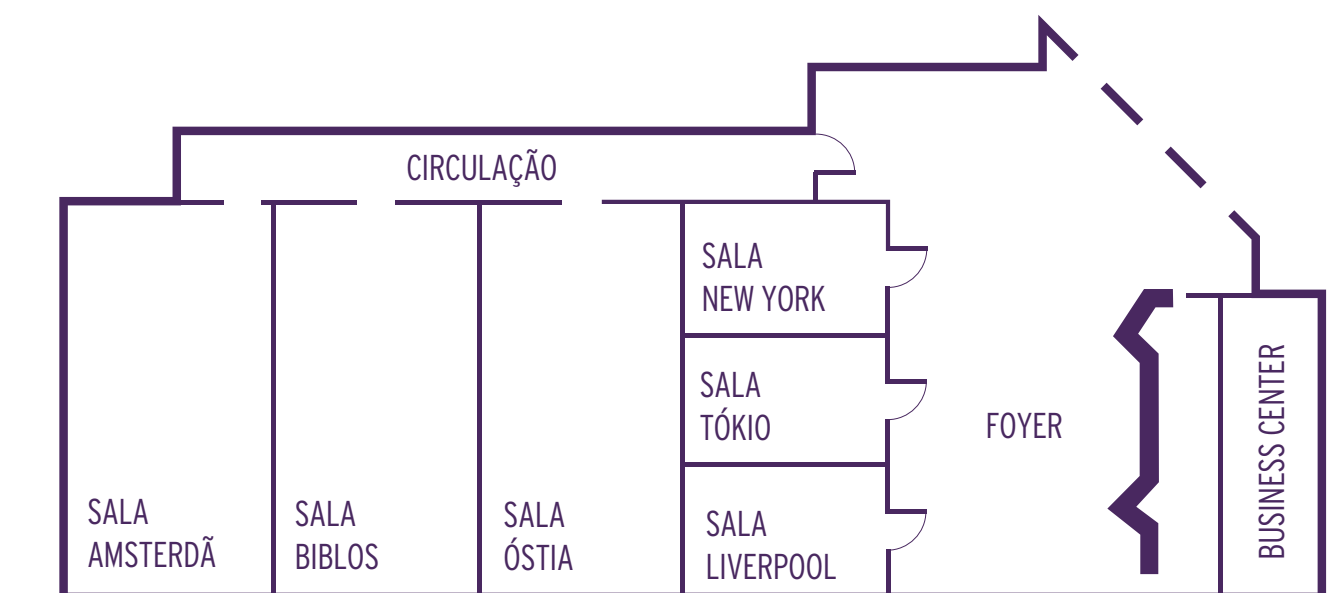 CIRCULAÇÃO
SALA
NEW YORK
SALA
TÓKIO
FOYER
BUSINESS CENTER
SALA
AMSTERDÃ
SALA
BIBLOS
SALA
ÓSTIA
SALA
LIVERPOOL